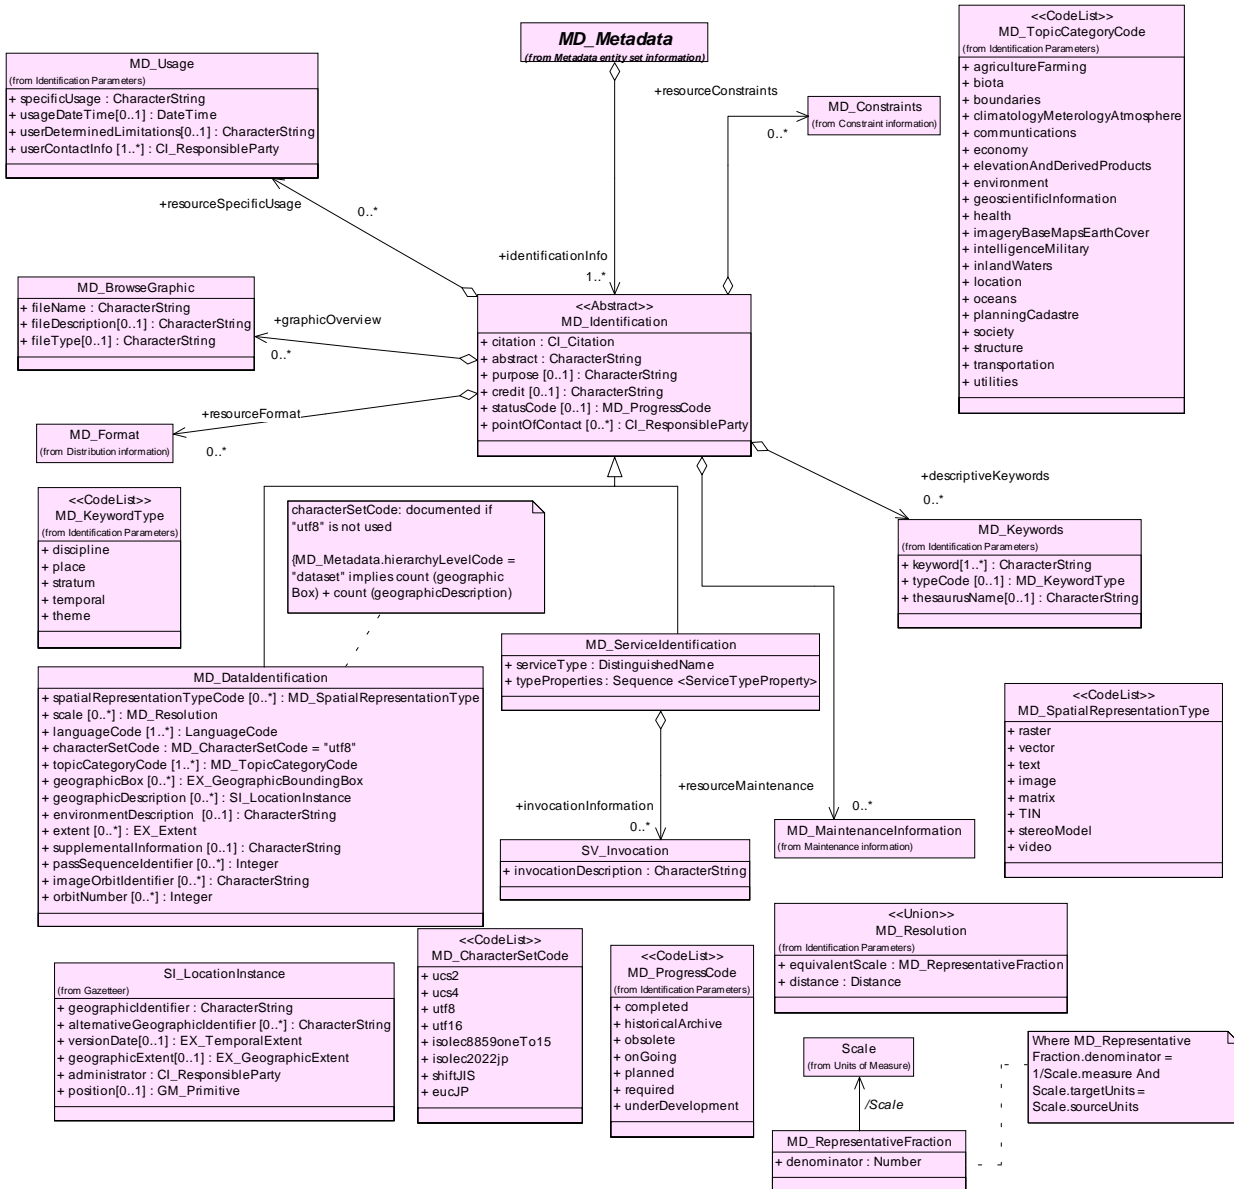 MD_Metadata
(from Metadata entity set information)
<<CodeList>>
MD_TopicCategoryCode
(from Identification Parameters)
+ agricultureFarming
+ biota
+ boundaries
+ climatologyMeterologyAtmosphere
+ communtications
+ economy
+ elevationAndDerivedProducts
+ environment
+ geoscientificInformation
+ health
+ imageryBaseMapsEarthCover
+ intelligenceMilitary
+ inlandWaters
+ location
+ oceans
+ planningCadastre
+ society
+ structure
+ transportation
+ utilities
MD_Usage
(from Identification Parameters)
+ specificUsage : CharacterString
+ usageDateTime[0..1] : DateTime
+ userDeterminedLimitations[0..1] : CharacterString
+ userContactInfo [1..*] : CI_ResponsibleParty
+resourceConstraints
0..*
MD_Constraints
(from Constraint information)
+resourceSpecificUsage
0..*
+identificationInfo
1..*
MD_BrowseGraphic
+ fileName : CharacterString
+ fileDescription[0..1] : CharacterString
+ fileType[0..1] : CharacterString
+graphicOverview
0..*
<<Abstract>>
MD_Identification
+ citation : CI_Citation
+ abstract : CharacterString
+ purpose [0..1] : CharacterString
+ credit [0..1] : CharacterString
+ statusCode [0..1] : MD_ProgressCode
+ pointOfContact [0..*] : CI_ResponsibleParty
+resourceFormat
0..*
MD_Format
(from Distribution information)
+descriptiveKeywords
0..*
<<CodeList>>
MD_KeywordType
(from Identification Parameters)
+ discipline
+ place
+ stratum
+ temporal
+ theme
characterSetCode: documented if
"utf8" is not used
{MD_Metadata.hierarchyLevelCode =
"dataset" implies count (geographic
Box) + count (geographicDescription)
MD_Keywords
(from Identification Parameters)
+ keyword[1..*] : CharacterString
+ typeCode [0..1] : MD_KeywordType
+ thesaurusName[0..1] : CharacterString
MD_ServiceIdentification
+ serviceType : DistinguishedName
+ typeProperties : Sequence <ServiceTypeProperty>
MD_DataIdentification
+ spatialRepresentationTypeCode [0..*] : MD_SpatialRepresentationType
+ scale [0..*] : MD_Resolution
+ languageCode [1..*] : LanguageCode
+ characterSetCode : MD_CharacterSetCode = "utf8"
+ topicCategoryCode [1..*] : MD_TopicCategoryCode
+ geographicBox [0..*] : EX_GeographicBoundingBox
+ geographicDescription [0..*] : SI_LocationInstance
+ environmentDescription [0..1] : CharacterString
+ extent [0..*] : EX_Extent
+ supplementalInformation [0..1] : CharacterString
+ passSequenceIdentifier [0..*] : Integer
+ imageOrbitIdentifier [0..*] : CharacterString
+ orbitNumber [0..*] : Integer
<<CodeList>>
MD_SpatialRepresentationType
+ raster
+ vector
+ text
+ image
+ matrix
+ TIN
+ stereoModel
+ video
+resourceMaintenance
0..*
+invocationInformation
0..*
MD_MaintenanceInformation
(from Maintenance information)
SV_Invocation
+ invocationDescription : CharacterString
<<Union>>
MD_Resolution
(from Identification Parameters)
+ equivalentScale : MD_RepresentativeFraction
+ distance : Distance
<<CodeList>>
MD_CharacterSetCode
+ ucs2
+ ucs4
+ utf8
+ utf16
+ isolec8859oneTo15
+ isolec2022jp
+ shiftJIS
+ eucJP
<<CodeList>>
MD_ProgressCode
(from Identification Parameters)
+ completed
+ historicalArchive
+ obsolete
+ onGoing
+ planned
+ required
+ underDevelopment
SI_LocationInstance
(from Gazetteer)
+ geographicIdentifier : CharacterString
+ alternativeGeographicIdentifier [0..*] : CharacterString
+ versionDate[0..1] : EX_TemporalExtent
+ geographicExtent[0..1] : EX_GeographicExtent
+ administrator : CI_ResponsibleParty
+ position[0..1] : GM_Primitive
Scale
(from Units of Measure)
/Scale
Where MD_Representative
Fraction.denominator =
1/Scale.measure And
Scale.targetUnits =
Scale.sourceUnits
MD_RepresentativeFraction
+ denominator : Number